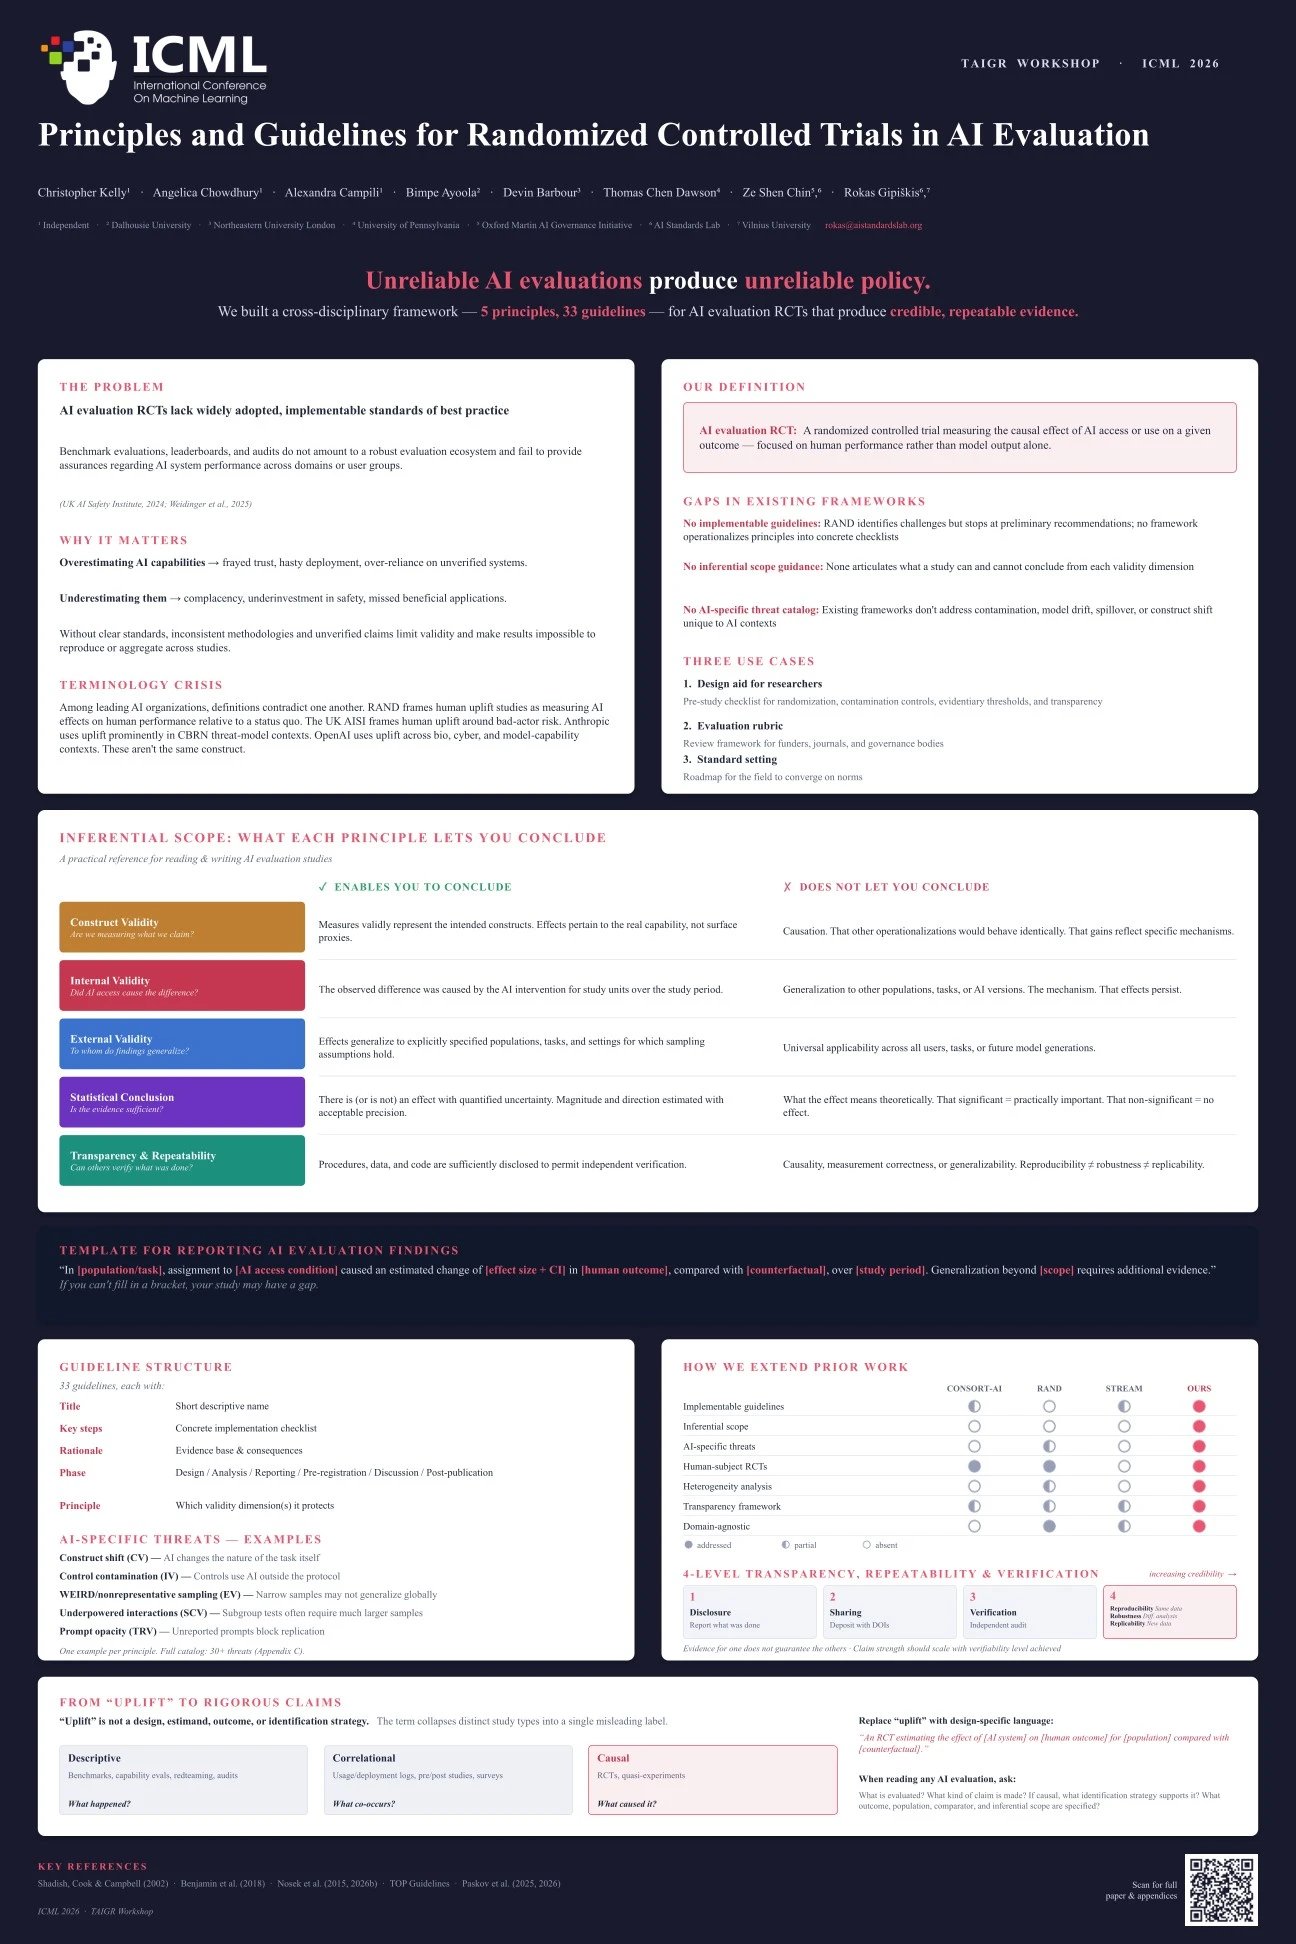 ICML
International Conference
On Machine Learning
TAIGR WORKSHOP · ICML 2026
Principles and Guidelines for Randomized Controlled Trials in AI Evaluation
Christopher Kelly¹ · Angelica Chowdhury¹ · Alexandra Campili¹ · Bimpe Ayoola² · Devin Barbour³ · Thomas Chen Dawson⁴ · Ze Shen Chin⁵,⁶ · Rokas Gipiškis⁶,⁷
¹ Independent · ² Dalhousie University · ³ Northeastern University London · ⁴ University of Pennsylvania · ⁵ Oxford Martin AI Governance Initiative · ⁶ AI Standards Lab · ⁷ Vilnius University rokas@aistandardslab.org
Unreliable AI evaluations produce unreliable policy.
We built a cross-disciplinary framework — 5 principles, 33 guidelines — for AI evaluation RCTs that produce credible, repeatable evidence.
THE PROBLEM
AI evaluation RCTs lack widely adopted, implementable standards of best practice
Benchmark evaluations, leaderboards, and audits do not amount to a robust evaluation ecosystem and fail to provide
assurances regarding AI system performance across domains or user groups.
(UK AI Safety Institute, 2024; Weidinger et al., 2025)
WHY IT MATTERS
Overestimating AI capabilities → frayed trust, hasty deployment, over-reliance on unverified systems.
Underestimating them → complacency, underinvestment in safety, missed beneficial applications.
Without clear standards, inconsistent methodologies and unverified claims limit validity and make results impossible to
reproduce or aggregate across studies.
TERMINOLOGY CRISIS
Among leading AI organizations, definitions contradict one another. RAND frames human uplift studies as measuring AI
effects on human performance relative to a status quo. The UK AISI frames human uplift around bad-actor risk. Anthropic
uses uplift prominently in CBRN threat-model contexts. OpenAI uses uplift across bio, cyber, and model-capability
contexts. These aren't the same construct.
OUR DEFINITION
AI evaluation RCT: A randomized controlled trial measuring the causal effect of AI access or use on a given
outcome — focused on human performance rather than model output alone.
GAPS IN EXISTING FRAMEWORKS
No implementable guidelines: RAND identifies challenges but stops at preliminary recommendations; no framework
operationalizes principles into concrete checklists
No inferential scope guidance: None articulates what a study can and cannot conclude from each validity dimension
No AI-specific threat catalog: Existing frameworks don't address contamination, model drift, spillover, or construct shift
unique to AI contexts
THREE USE CASES
1. Design aid for researchers
Pre-study checklist for randomization, contamination controls, evidentiary thresholds, and transparency
2. Evaluation rubric
Review framework for funders, journals, and governance bodies
3. Standard setting
Roadmap for the field to converge on norms
INFERENTIAL SCOPE: WHAT EACH PRINCIPLE LETS YOU CONCLUDE
A practical reference for reading & writing AI evaluation studies
✓ ENABLES YOU TO CONCLUDE
✗ DOES NOT LET YOU CONCLUDE
Construct Validity
Are we measuring what we claim?
Measures validly represent the intended constructs. Effects pertain to the real capability, not surface
proxies.
Causation. That other operationalizations would behave identically. That gains reflect specific mechanisms.
Internal Validity
Did AI access cause the difference?
The observed difference was caused by the AI intervention for study units over the study period.
Generalization to other populations, tasks, or AI versions. The mechanism. That effects persist.
External Validity
To whom do findings generalize?
Effects generalize to explicitly specified populations, tasks, and settings for which sampling
assumptions hold.
Universal applicability across all users, tasks, or future model generations.
Statistical Conclusion
Is the evidence sufficient?
There is (or is not) an effect with quantified uncertainty. Magnitude and direction estimated with
acceptable precision.
What the effect means theoretically. That significant = practically important. That non-significant = no
effect.
Transparency & Repeatability
Can others verify what was done?
Procedures, data, and code are sufficiently disclosed to permit independent verification.
Causality, measurement correctness, or generalizability. Reproducibility ≠ robustness ≠ replicability.
TEMPLATE FOR REPORTING AI EVALUATION FINDINGS
“In [population/task], assignment to [AI access condition] caused an estimated change of [effect size + CI] in [human outcome], compared with [counterfactual], over [study period]. Generalization beyond [scope] requires additional evidence.”
If you can't fill in a bracket, your study may have a gap.
GUIDELINE STRUCTURE
33 guidelines, each with:
Title Short descriptive name
Key steps Concrete implementation checklist
Rationale Evidence base & consequences
Phase Design / Analysis / Reporting / Pre-registration / Discussion / Post-publication
Principle Which validity dimension(s) it protects
AI-SPECIFIC THREATS — EXAMPLES
Construct shift (CV) — AI changes the nature of the task itself
Control contamination (IV) — Controls use AI outside the protocol
WEIRD/nonrepresentative sampling (EV) — Narrow samples may not generalize globally
Underpowered interactions (SCV) — Subgroup tests often require much larger samples
Prompt opacity (TRV) — Unreported prompts block replication
One example per principle. Full catalog: 30+ threats (Appendix C).
HOW WE EXTEND PRIOR WORK
CONSORT-AI RAND STREAM OURS
Implementable guidelines
Inferential scope
AI-specific threats
Human-subject RCTs
Heterogeneity analysis
Transparency framework
Domain-agnostic
addressed partial absent
4-LEVEL TRANSPARENCY, REPEATABILITY & VERIFICATION increasing credibility →
1
Disclosure
Report what was done
2
Sharing
Deposit with DOIs
3
Verification
Independent audit
4
Reproducibility Same data
Robustness Diff. analysis
Replicability New data
Evidence for one does not guarantee the others · Claim strength should scale with verifiability level achieved
FROM “UPLIFT” TO RIGOROUS CLAIMS
“Uplift” is not a design, estimand, outcome, or identification strategy. The term collapses distinct study types into a single misleading label.
Descriptive
Benchmarks, capability evals, redteaming, audits
What happened?
Correlational
Usage/deployment logs, pre/post studies, surveys
What co-occurs?
Causal
RCTs, quasi-experiments
What caused it?
Replace “uplift” with design-specific language:
“An RCT estimating the effect of [AI system] on [human outcome] for [population] compared with
[counterfactual].”
When reading any AI evaluation, ask:
What is evaluated? What kind of claim is made? If causal, what identification strategy supports it? What
outcome, population, comparator, and inferential scope are specified?
KEY REFERENCES
Shadish, Cook & Campbell (2002) · Benjamin et al. (2018) · Nosek et al. (2015, 2026b) · TOP Guidelines · Paskov et al. (2025, 2026)
ICML 2026 · TAIGR Workshop
Scan for full
paper & appendices